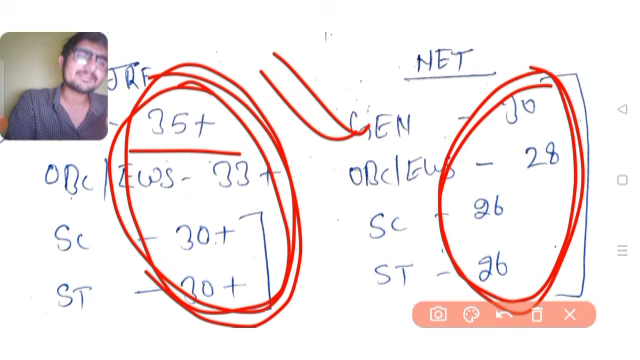 JRF
- 35+
OBC/EWS - 33+
SC - 30+
ST - 30+
NET
GEN - 30
OBC/EWS - 28
SC - 26
ST - 26